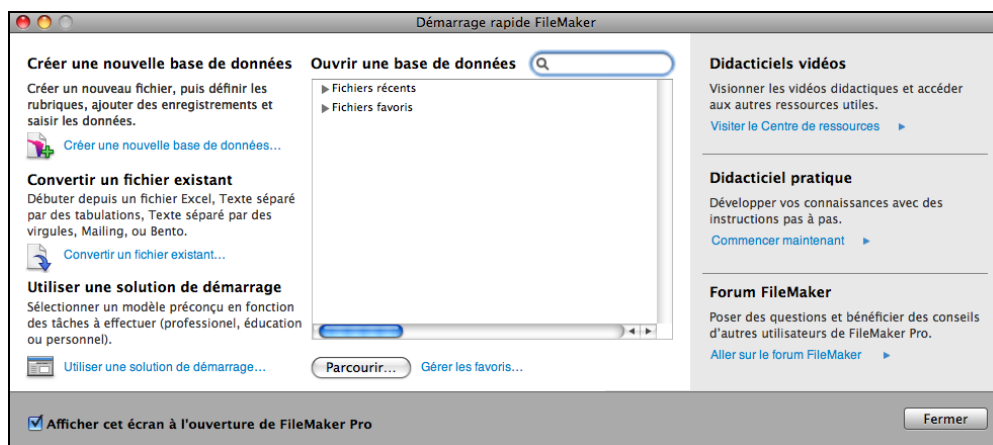 Démarrage rapide FileMaker
Créer une nouvelle base de données
Créer un nouveau fichier, puis définir les
rubriques, ajouter des enregistrements et
saisir les données.
Créer une nouvelle base de données...
Convertir un fichier existant
Débuter depuis un fichier Excel, Texte séparé
par des tabulations, Texte séparé par des
virgules, Mailing, ou Bento.
Convertir un fichier existant...
Utiliser une solution de démarrage
Sélectionner un modèle préconçu en fonction
des tâches à effectuer (professionel, éducation
ou personnel).
Utiliser une solution de démarrage...
Ouvrir une base de données
Fichiers récents
Fichiers favoris
Parcourir... Gérer les favoris...
Didacticiels vidéos
Visionner les vidéos didactiques et accéder
aux autres ressources utiles.
Visiter le Centre de ressources
Didacticiel pratique
Développer vos connaissances avec des
instructions pas à pas.
Commencer maintenant
Forum FileMaker
Poser des questions et bénéficier des conseils
d'autres utilisateurs de FileMaker Pro.
Aller sur le forum FileMaker
Afficher cet écran à l'ouverture de FileMaker Pro
Fermer